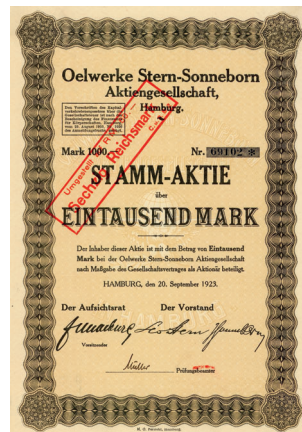 Oelwerke Stern-Sonneborn
Aktiengesellschaft,
Hamburg.
Mark 1000,— Nr. 69102 *
Umgestellt
Sechzig Reichsmark
STAMM-AKTIE
über
EINTAUSEND MARK
Der Inhaber dieser Aktie ist mit dem Betrag von Eintausend
Mark bei der Oelwerke Stern-Sonneborn Aktiengesellschaft
nach Maßgabe des Gesellschaftsvertrages als Aktionär beteiligt.
HAMBURG, den 20. September 1923.
Der Aufsichtsrat Der Vorstand
Vorsitzender
Müller
Prüfungsbeamter